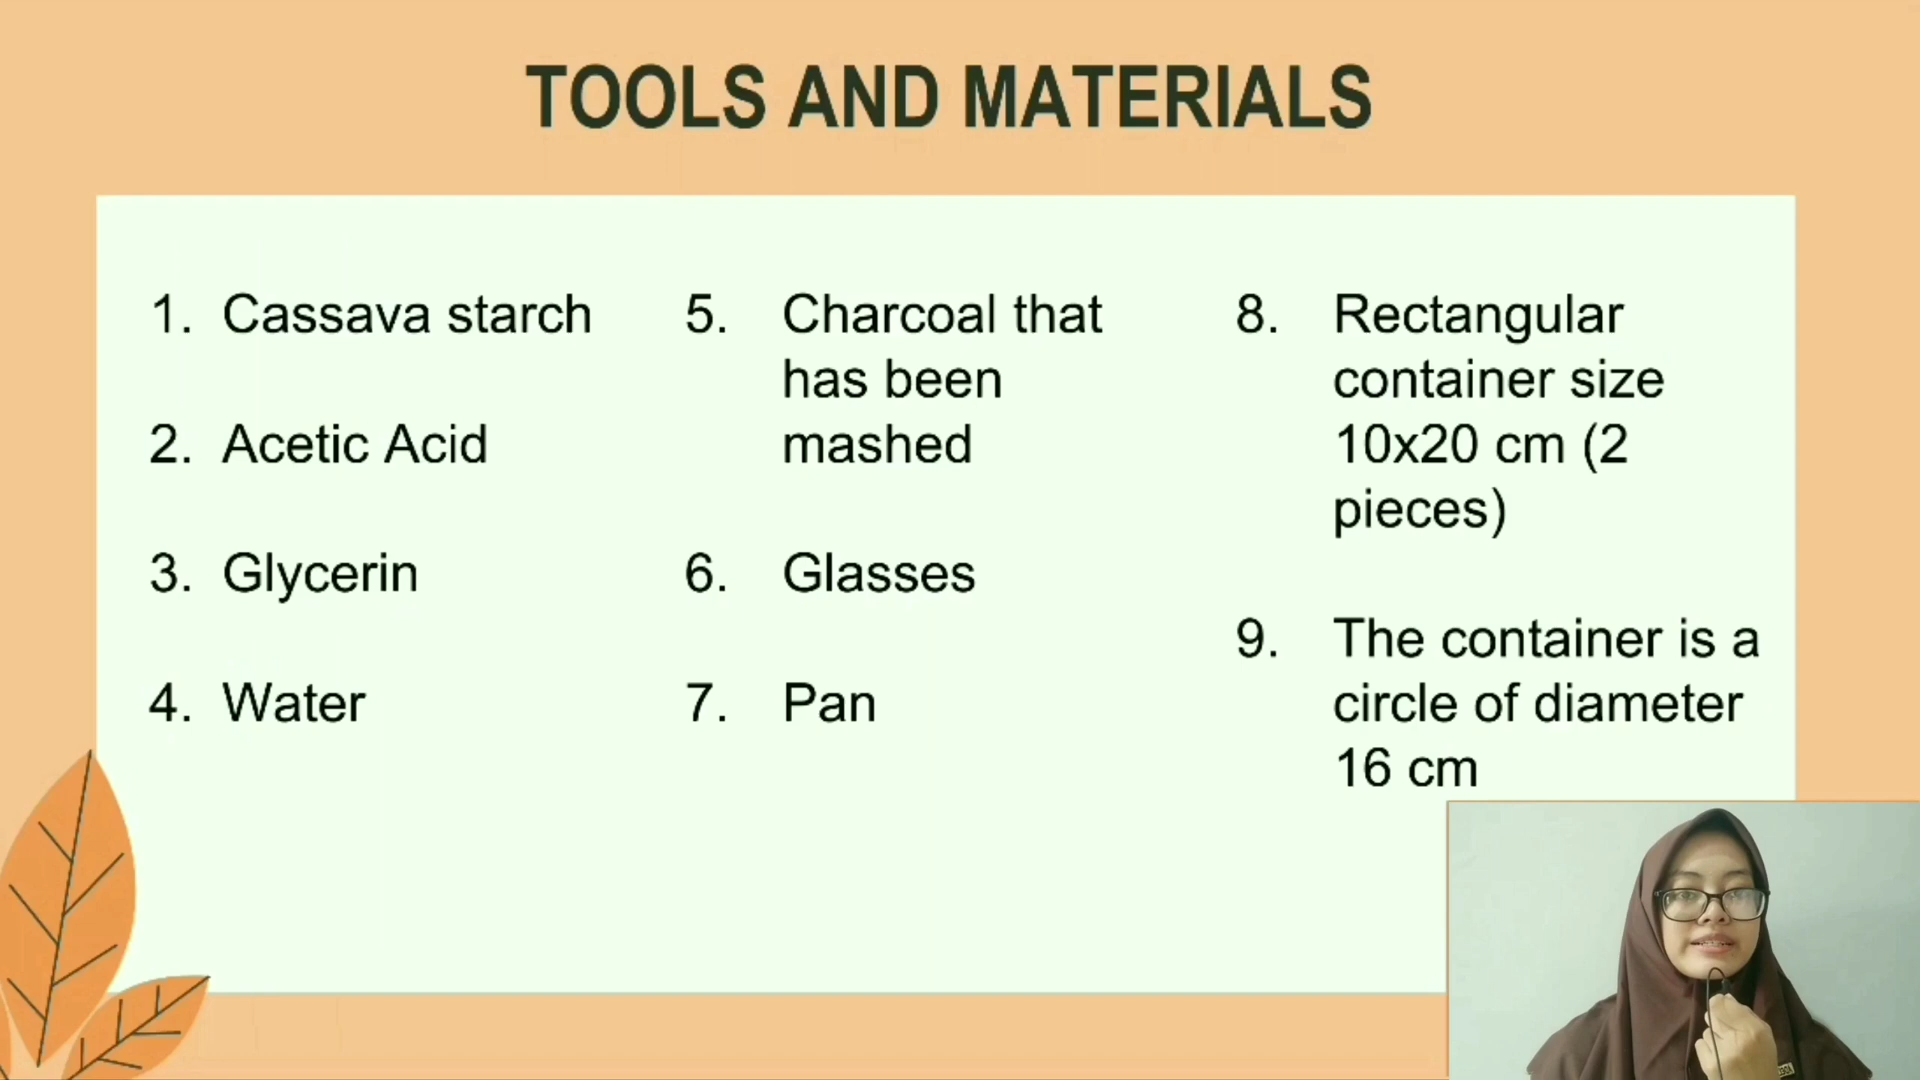 TOOLS AND MATERIALS
1. Cassava starch
2. Acetic Acid
3. Glycerin
4. Water
5. Charcoal that
has been
mashed
6. Glasses
7. Pan
8. Rectangular
container size
10x20 cm (2
pieces)
9. The container is a
circle of diameter
16 cm